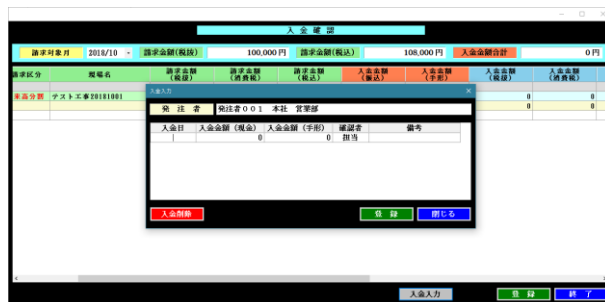 入金確認
請求対象月 2018/10 請求金額(税抜) 100,000円 請求金額(税込) 108,000円 入金金額合計 0円
請求区分 現場名 請求金額(税抜) 請求金額(消費税) 請求金額(税込) 入金金額(振込) 入金金額(手形) 入金金額(税抜) 入金金額(消費税)
来高分割 テスト工事20181001 0 0
0 0
入金入力
発注者 発注者001 本社 営業部
入金日 入金金額(現金) 入金金額(手形) 確認者 備考
0 0 担当
入金削除 登録 閉じる
入金入力 登録 終了